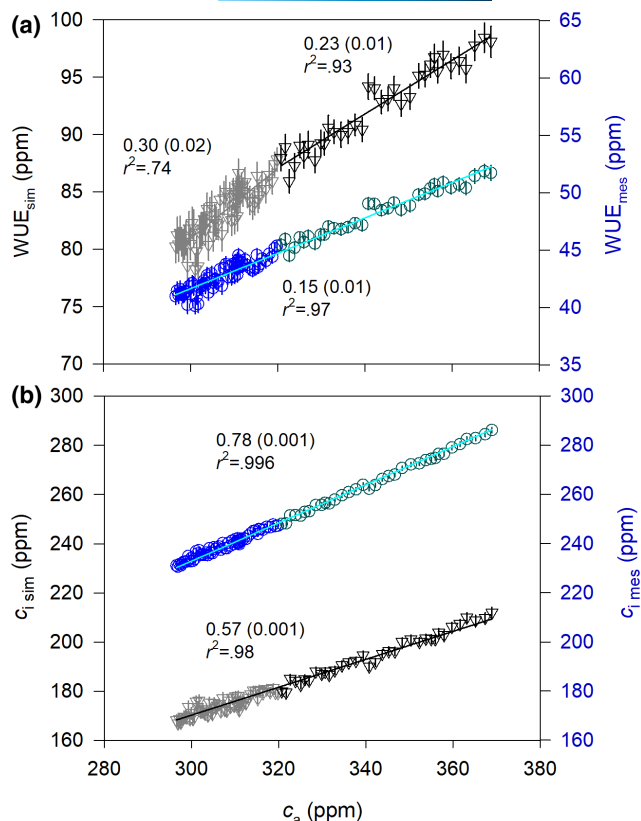 (a)
100
95
90
85
80
75
70
WUEsim (ppm)
65
60
55
50
45
40
35
WUEmes (ppm)
0.23 (0.01)
r²=.93
0.30 (0.02)
r²=.74
0.15 (0.01)
r²=.97
(b)
300
280
260
240
220
200
180
160
ci sim (ppm)
300
280
260
240
220
200
180
160
ci mes (ppm)
0.78 (0.001)
r²=.996
0.57 (0.001)
r²=.98
280 300 320 340 360 380
ca (ppm)